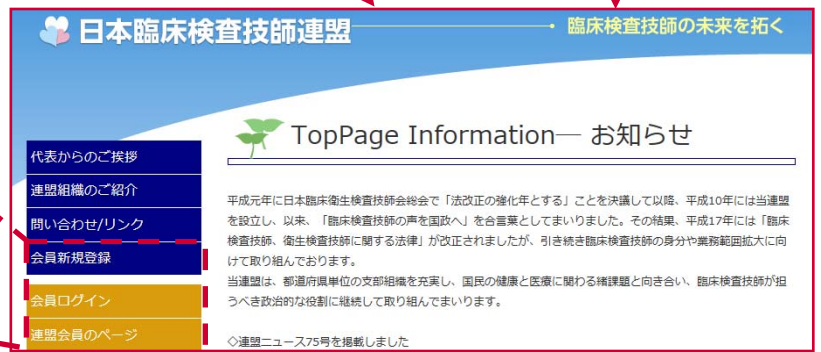 日本臨床検査技師連盟
臨床検査技師の未来を拓く
TopPage Information― お知らせ
代表からのご挨拶
連盟組織のご紹介
問い合わせ/リンク
会員新規登録
会員ログイン
連盟会員のページ
平成元年に日本臨床衛生検査技師会総会で「法改正の強化年とする」ことを決議して以降、平成10年には当連盟
を設立し、以来、「臨床検査技師の声を国政へ」を合言葉としてまいりました。その結果、平成17年には「臨床
検査技師、衛生検査技師に関する法律」が改正されましたが、引き続き臨床検査技師の身分や業務範囲拡大に向
けて取り組んでおります。
当連盟は、都道府県単位の支部組織を充実し、国民の健康と医療に関わる緒課題と向き合い、臨床検査技師が担
うべき政治的な役割に継続して取り組んでまいります。
◇連盟ニュース75号を掲載しました